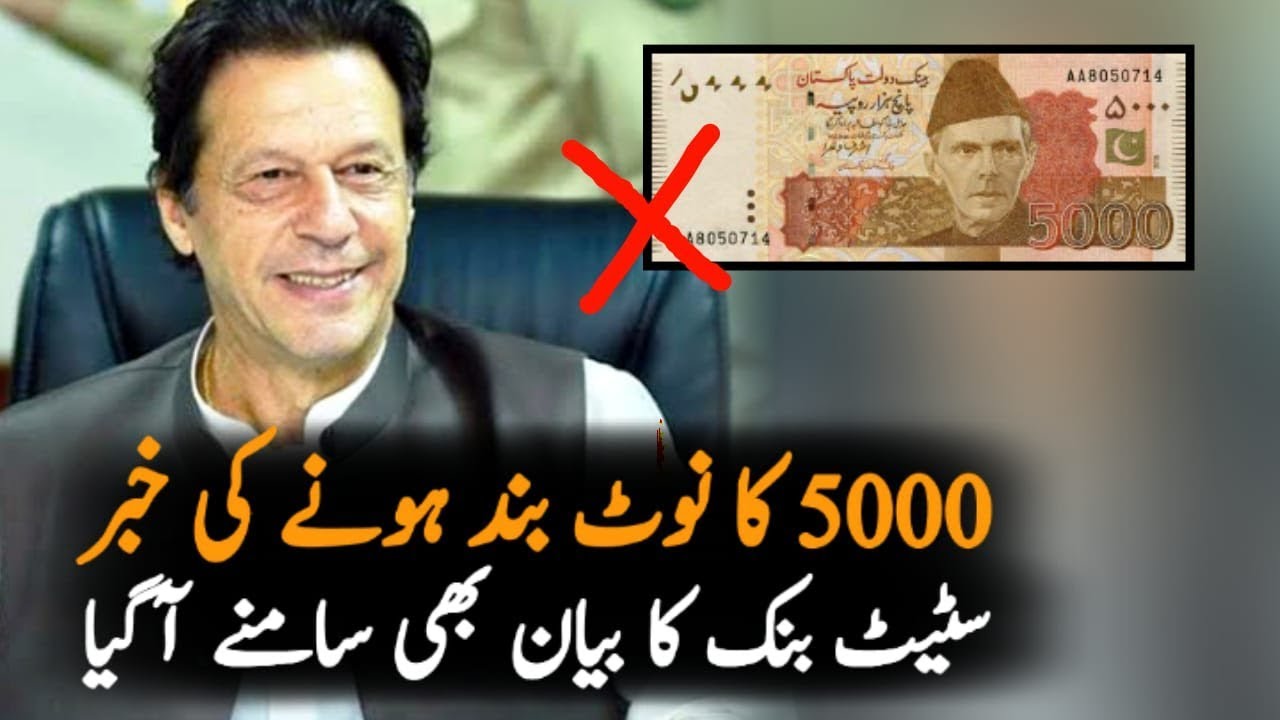 بینک دولت پاکستان
پانچ ہزار روپیہ
AA8050714
۵۰۰۰
5000
A8050714
5000 کا نوٹ بند ہونے کی خبر
سٹیٹ بنک کا بیان بھی سامنے آگیا